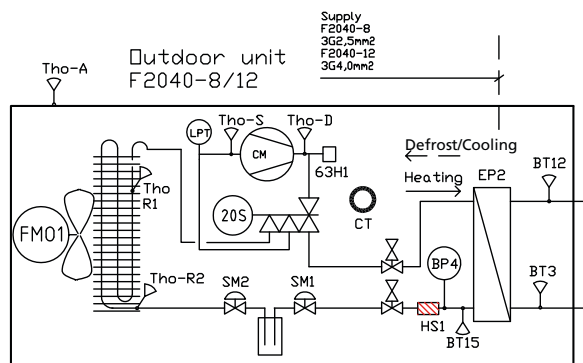 Supply
F2040-8
3G2,5mm2
F2040-12
3G4,0mm2
Outdoor unit
F2040-8/12
Tho-A
Tho-S
Tho-D
LPT
CM
63H1
Defrost/Cooling
Heating
EP2
BT12
Tho
R1
FM01
20S
CT
BP4
Tho-R2
SM2
SM1
HS1
BT3
BT15